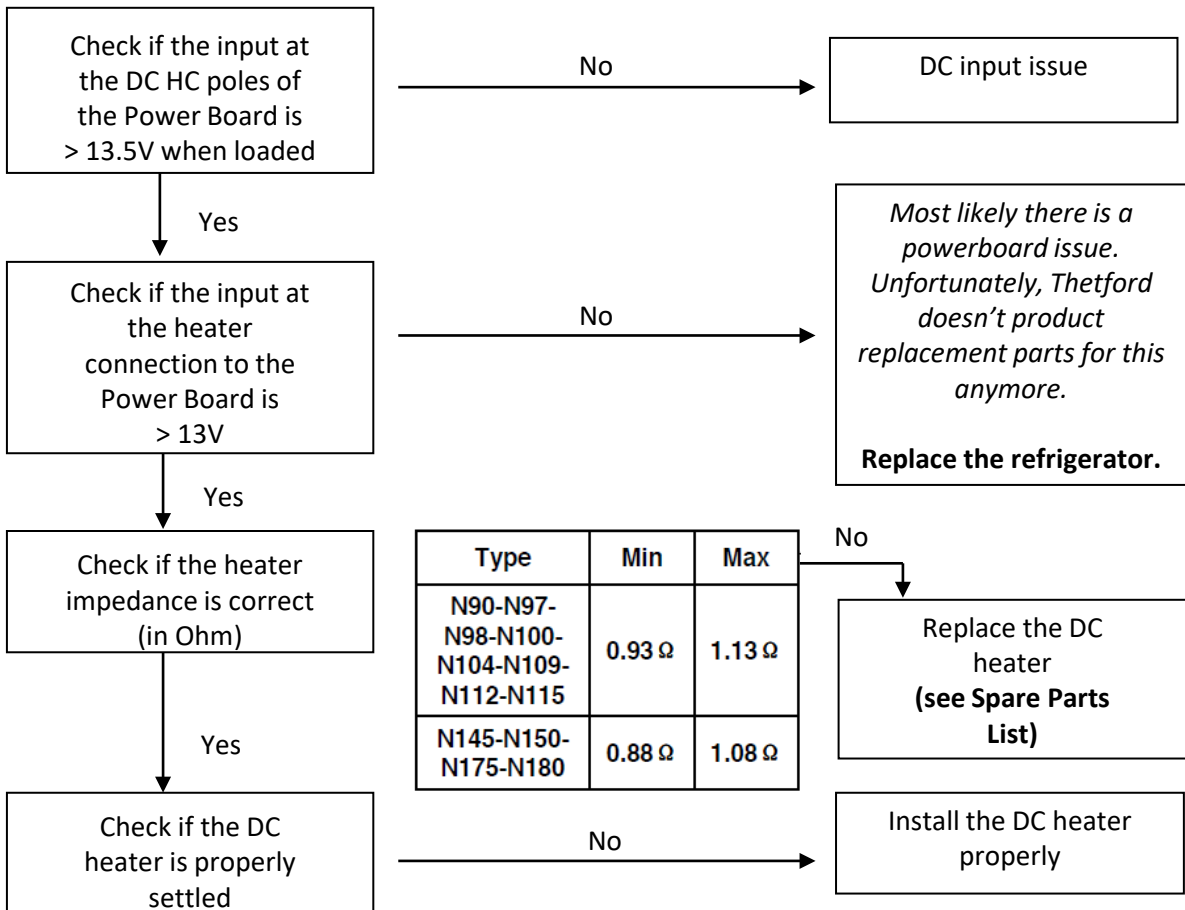 Check if the input at
the DC HC poles of
the Power Board is
> 13.5V when loaded
No
DC input issue
Yes
Check if the input at
the heater
connection to the
Power Board is
> 13V
No
Most likely there is a
powerboard issue.
Unfortunately, Thetford
doesn’t product
replacement parts for this
anymore.
Replace the refrigerator.
Yes
Check if the heater
impedance is correct
(in Ohm)
Type Min Max
N90-N97-
N98-N100-
N104-N109-
N112-N115
0.93 Ω 1.13 Ω
N145-N150-
N175-N180
0.88 Ω 1.08 Ω
No
Replace the DC
heater
(see Spare Parts
List)
Yes
Check if the DC
heater is properly
settled
No
Install the DC heater
properly